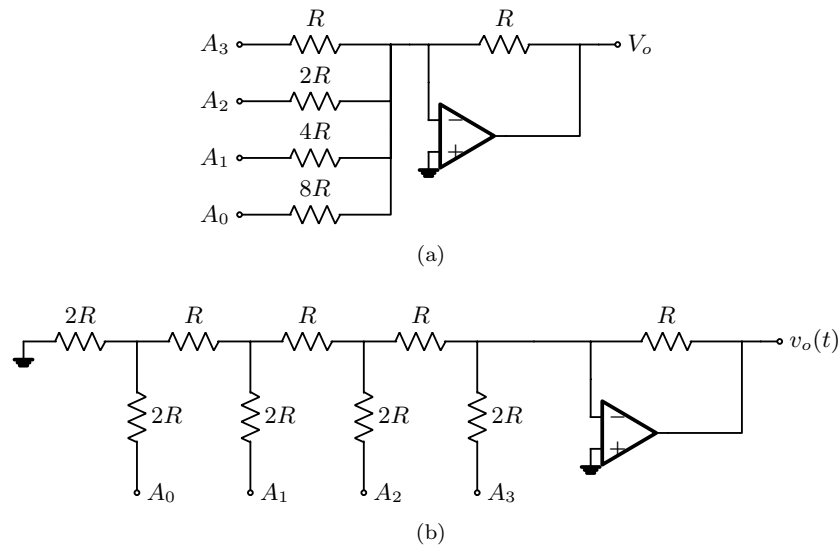 R R
A₃ Vₒ
2R
A₂
4R
A₁ − +
8R
A₀
(a)
2R R R R R
vₒ(t)
2R 2R 2R 2R − +
A₀ A₁ A₂ A₃
(b)